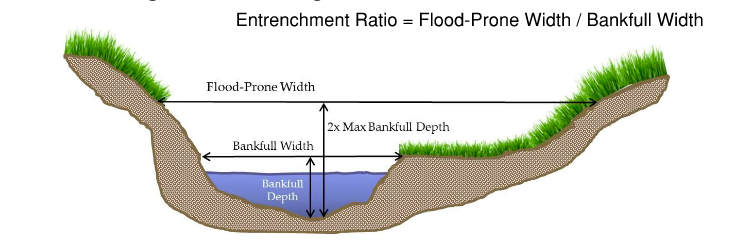 Entrenchment Ratio = Flood-Prone Width / Bankfull Width
Flood-Prone Width
2x Max Bankfull Depth
Bankfull Width
Bankfull
Depth